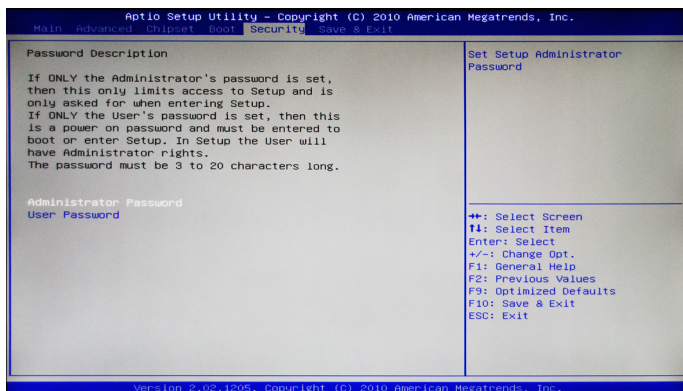 Aptio Setup Utility – Copyright (C) 2010 American Megatrends, Inc.
Main Advanced Chipset Boot Security Save & Exit
Password Description
If ONLY the Administrator's password is set,
then this only limits access to Setup and is
only asked for when entering Setup.
If ONLY the User's password is set, then this
is a power on password and must be entered to
boot or enter Setup. In Setup the User will
have Administrator rights.
The password must be 3 to 20 characters long.
Administrator Password
User Password
Set Setup Administrator
Password
→←: Select Screen
↑↓: Select Item
Enter: Select
+/-: Change Opt.
F1: General Help
F2: Previous Values
F9: Optimized Defaults
F10: Save & Exit
ESC: Exit
Version 2.02.1205. Copyright (C) 2010 American Megatrends, Inc.